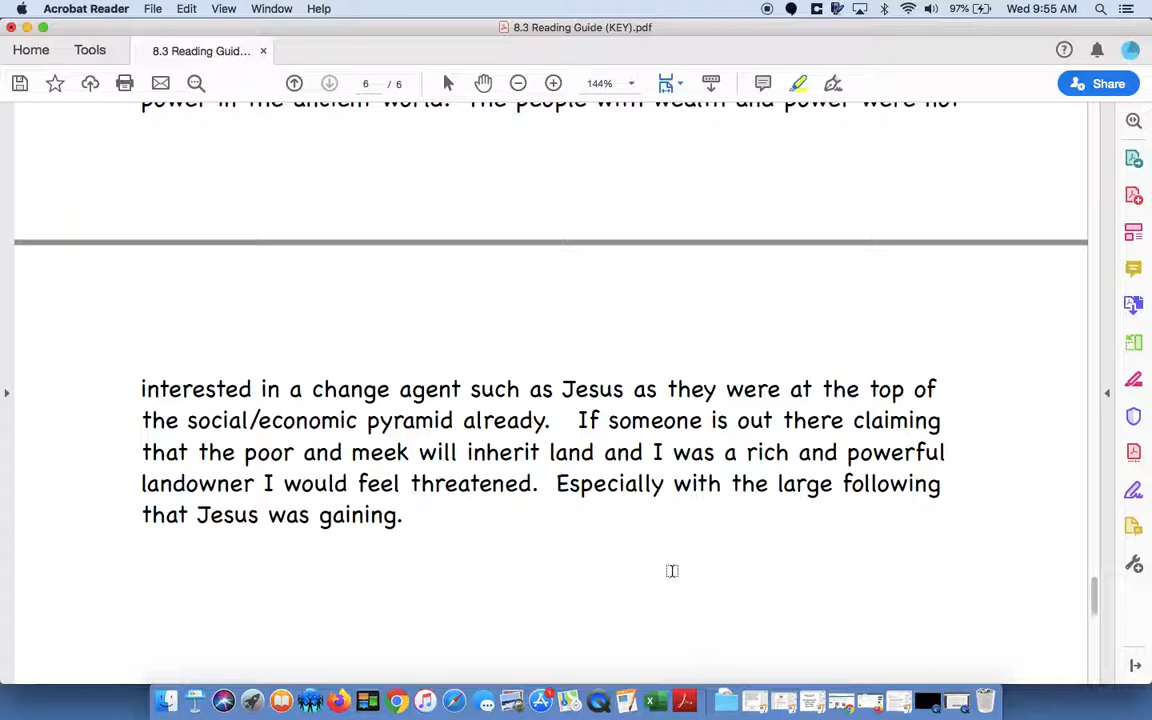 Acrobat Reader File Edit View Window Help 97% Wed 9:55 AM
8.3 Reading Guide (KEY).pdf
Home Tools 8.3 Reading Guid... ×
6 / 6 144% Share
power in the ancient world. The people with wealth and power were not
interested in a change agent such as Jesus as they were at the top of
the social/economic pyramid already. If someone is out there claiming
that the poor and meek will inherit land and I was a rich and powerful
landowner I would feel threatened. Especially with the large following
that Jesus was gaining.